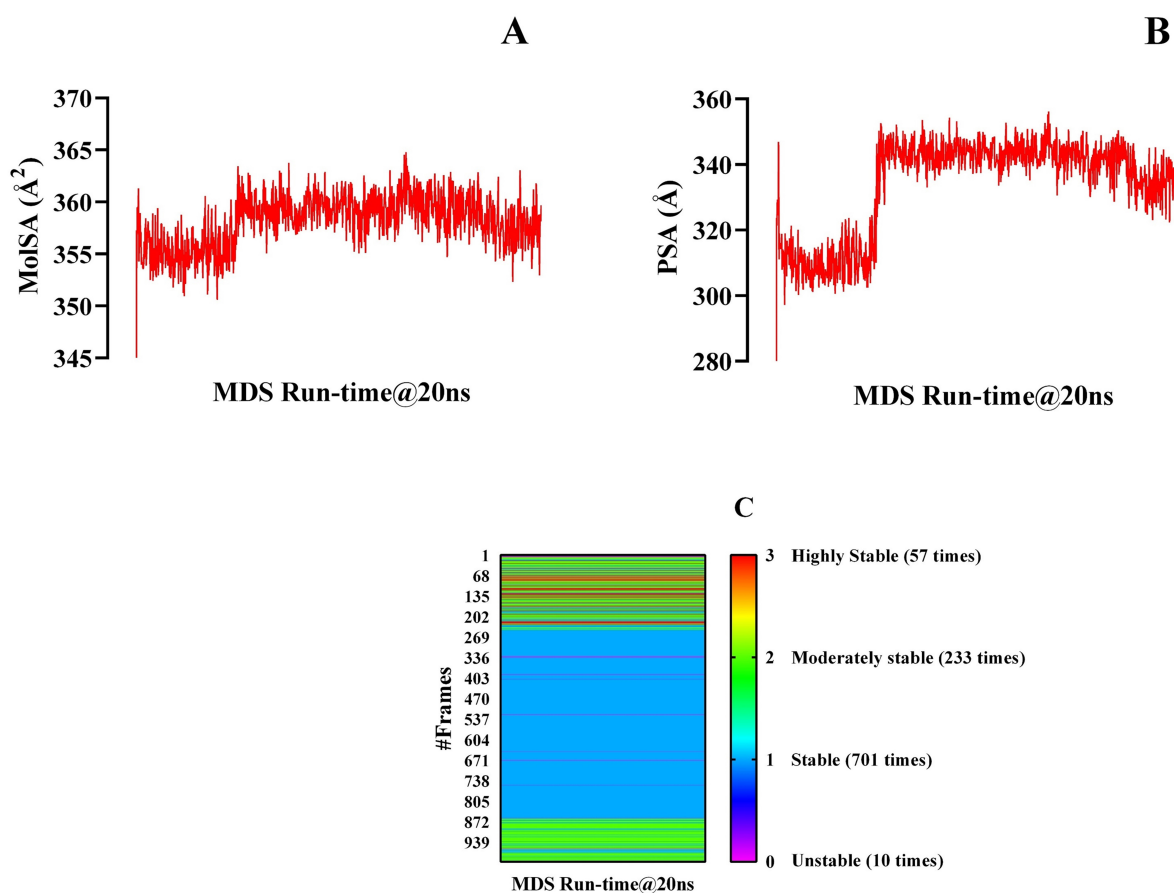 A
370
365
360
355
350
345
MolSA (Å²)
MDS Run-time@20ns
B
360
340
320
300
280
PSA (Å)
MDS Run-time@20ns
C
1
68
135
202
269
336
403
470
537
604
671
738
805
872
939
#Frames
MDS Run-time@20ns
3 Highly Stable (57 times)
2 Moderately stable (233 times)
1 Stable (701 times)
0 Unstable (10 times)